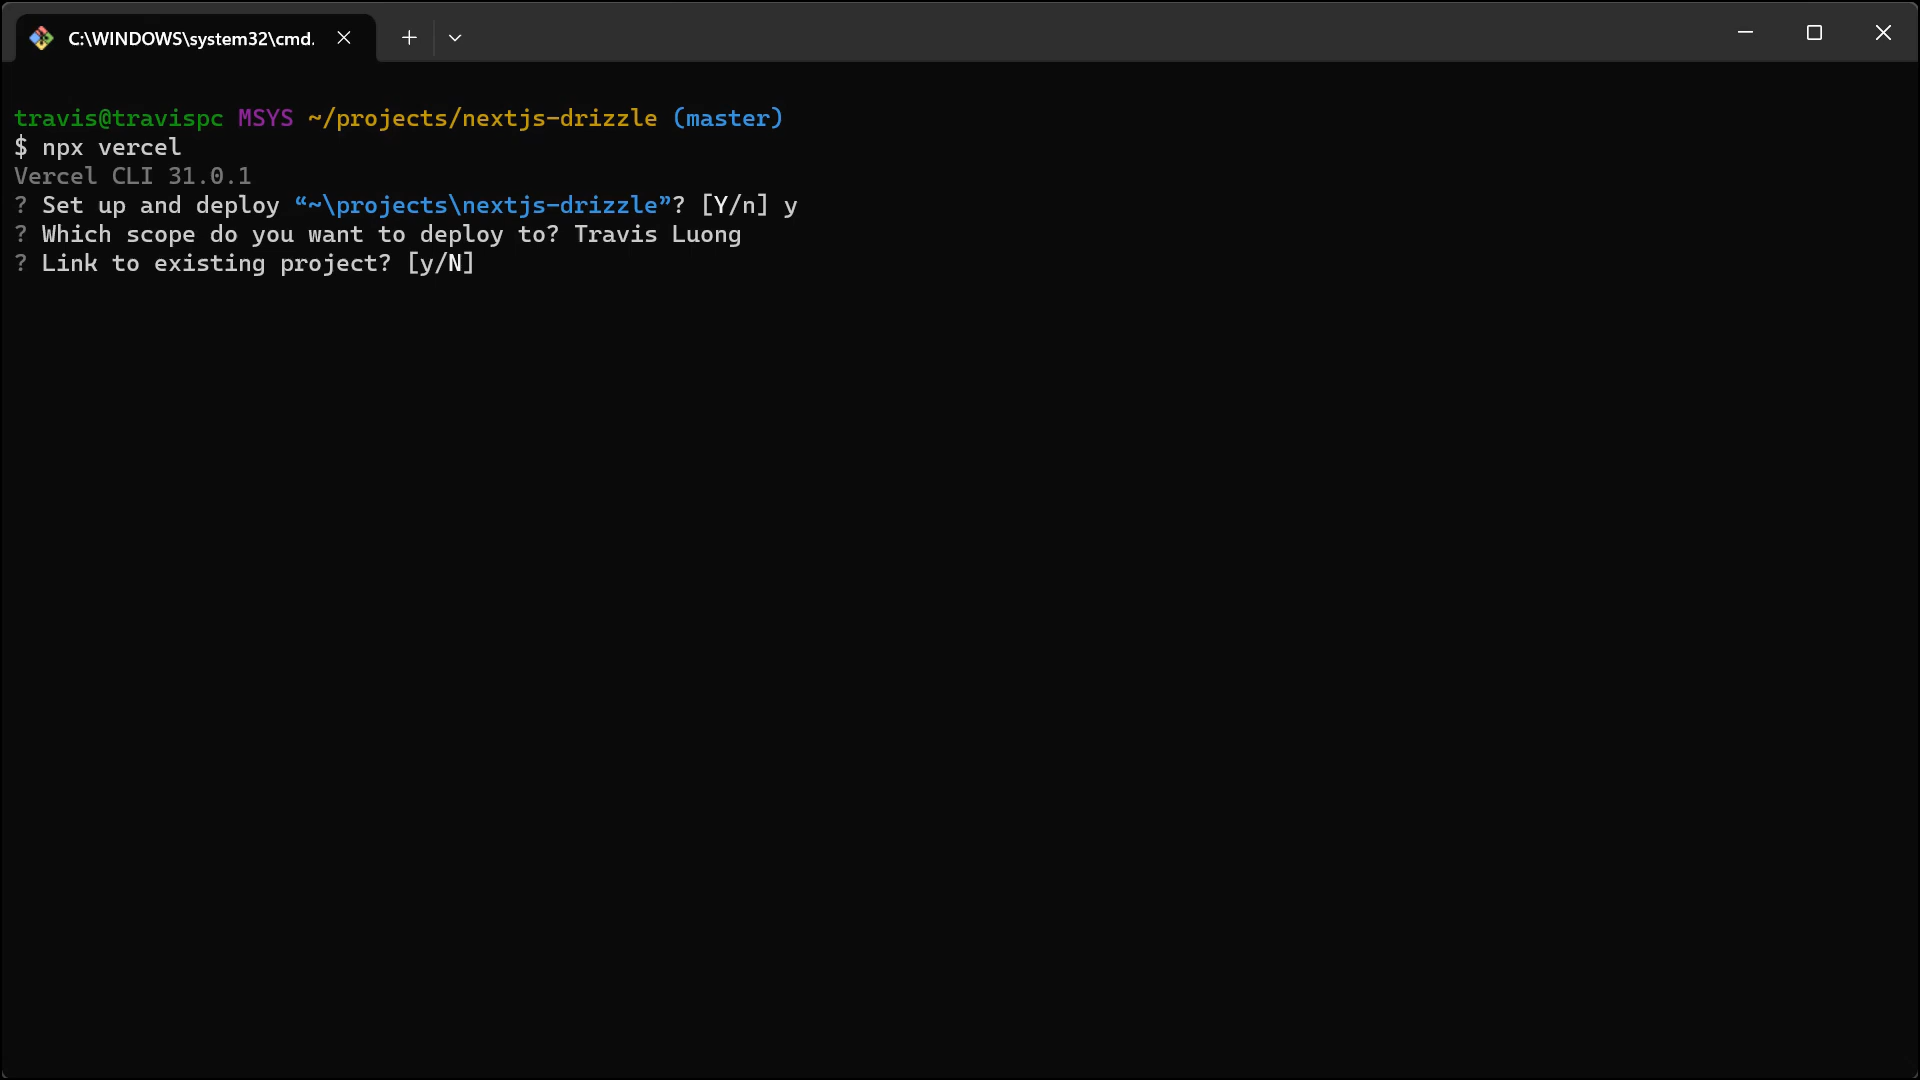 C:\WINDOWS\system32\cmd.
travis@travispc MSYS ~/projects/nextjs-drizzle (master)
$ npx vercel
Vercel CLI 31.0.1
? Set up and deploy “~\projects\nextjs-drizzle”? [Y/n] y
? Which scope do you want to deploy to? Travis Luong
? Link to existing project? [y/N]